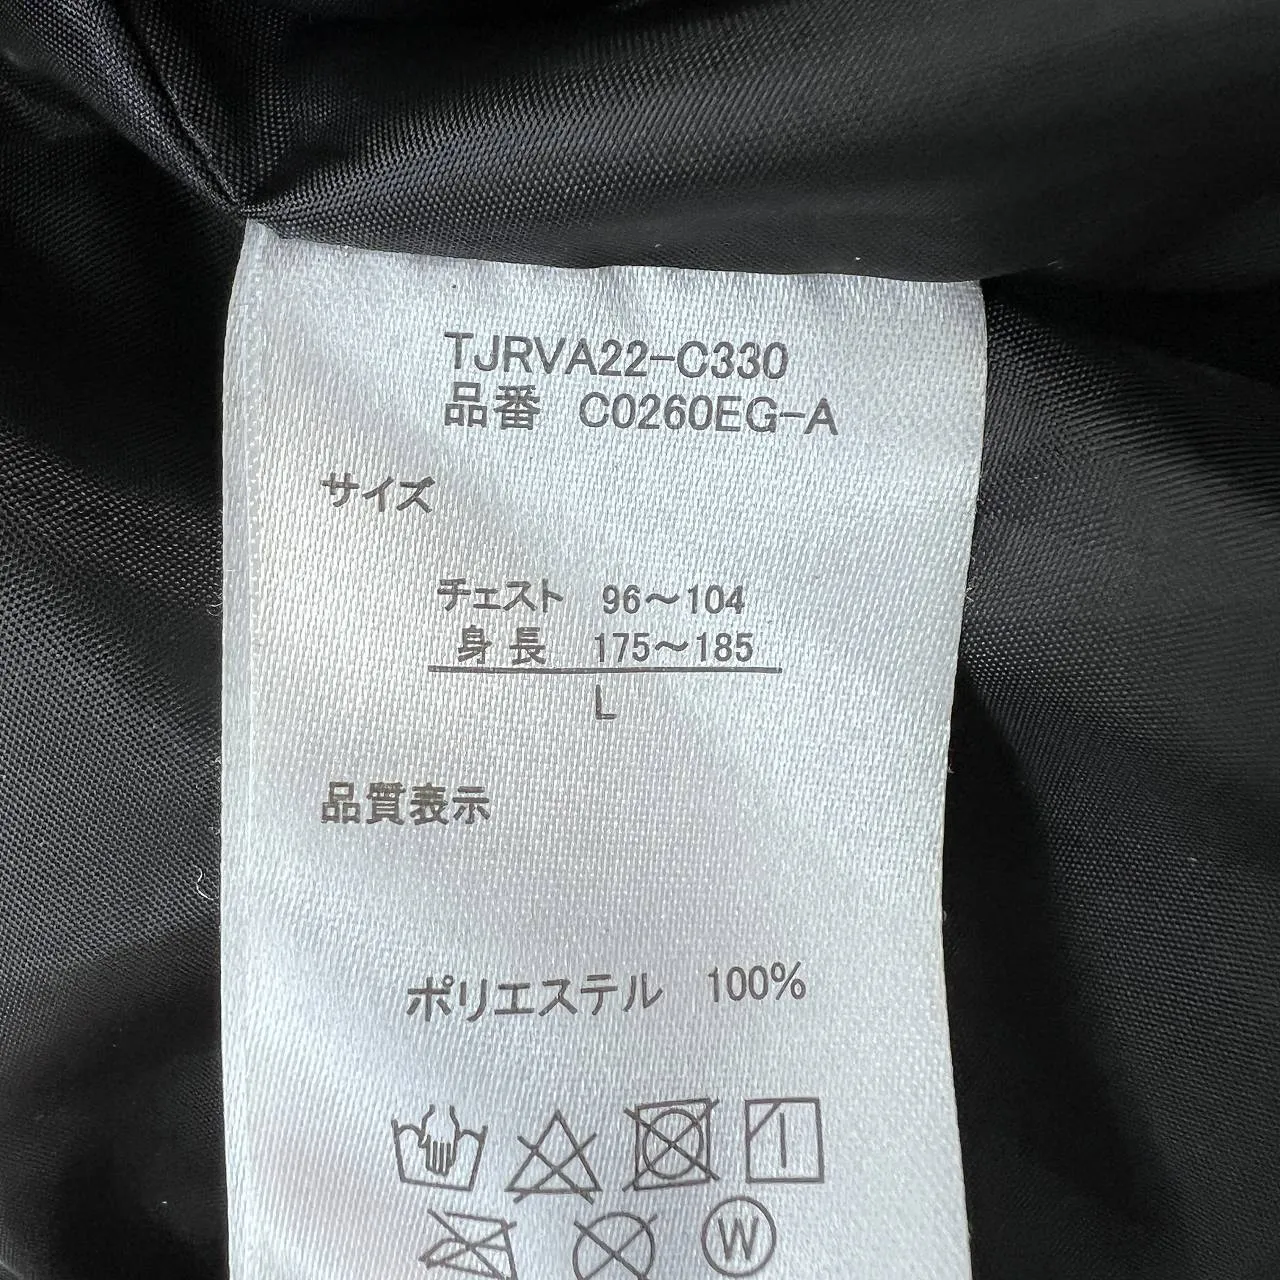 TJRVA22-C330
品番 C0260EG-A
サイズ
チェスト 96～104
身長 175～185
L
品質表示
ポリエステル 100%
W